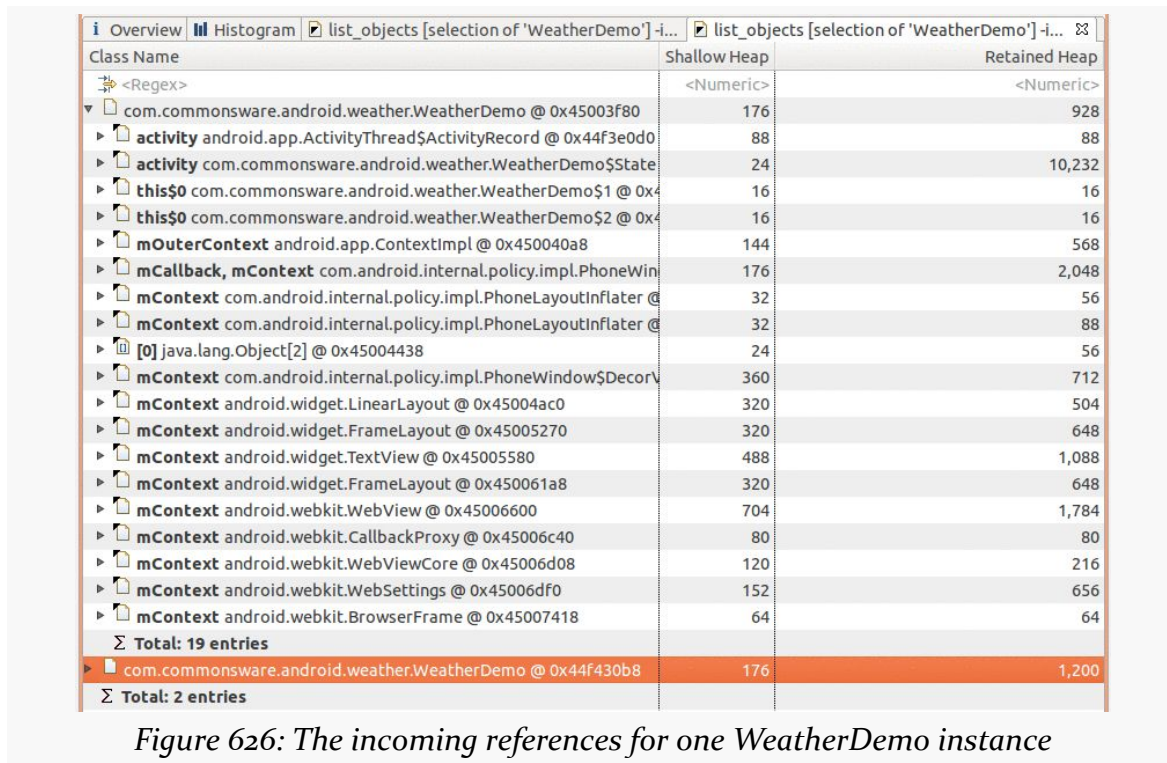 i Overview Histogram list_objects [selection of 'WeatherDemo'] -i... list_objects [selection of 'WeatherDemo'] -i...
Class Name Shallow Heap Retained Heap
<Regex> <Numeric> <Numeric>
com.commonsware.android.weather.WeatherDemo @ 0x45003f80 176 928
activity android.app.ActivityThread$ActivityRecord @ 0x44f3e0d0 88 88
activity com.commonsware.android.weather.WeatherDemo$State 24 10,232
this$0 com.commonsware.android.weather.WeatherDemo$1 @ 0x4 16 16
this$0 com.commonsware.android.weather.WeatherDemo$2 @ 0x4 16 16
mOuterContext android.app.ContextImpl @ 0x450040a8 144 568
mCallback, mContext com.android.internal.policy.impl.PhoneWin 176 2,048
mContext com.android.internal.policy.impl.PhoneLayoutInflater @ 32 56
mContext com.android.internal.policy.impl.PhoneLayoutInflater @ 32 88
[0] java.lang.Object[2] @ 0x45004438 24 56
mContext com.android.internal.policy.impl.PhoneWindow$DecorV 360 712
mContext android.widget.LinearLayout @ 0x45004ac0 320 504
mContext android.widget.FrameLayout @ 0x45005270 320 648
mContext android.widget.TextView @ 0x45005580 488 1,088
mContext android.widget.FrameLayout @ 0x450061a8 320 648
mContext android.webkit.WebView @ 0x45006600 704 1,784
mContext android.webkit.CallbackProxy @ 0x45006c40 80 80
mContext android.webkit.WebViewCore @ 0x45006d08 120 216
mContext android.webkit.WebSettings @ 0x45006df0 152 656
mContext android.webkit.BrowserFrame @ 0x45007418 64 64
Σ Total: 19 entries
com.commonsware.android.weather.WeatherDemo @ 0x44f430b8 176 1,200
Σ Total: 2 entries
Figure 626: The incoming references for one WeatherDemo instance